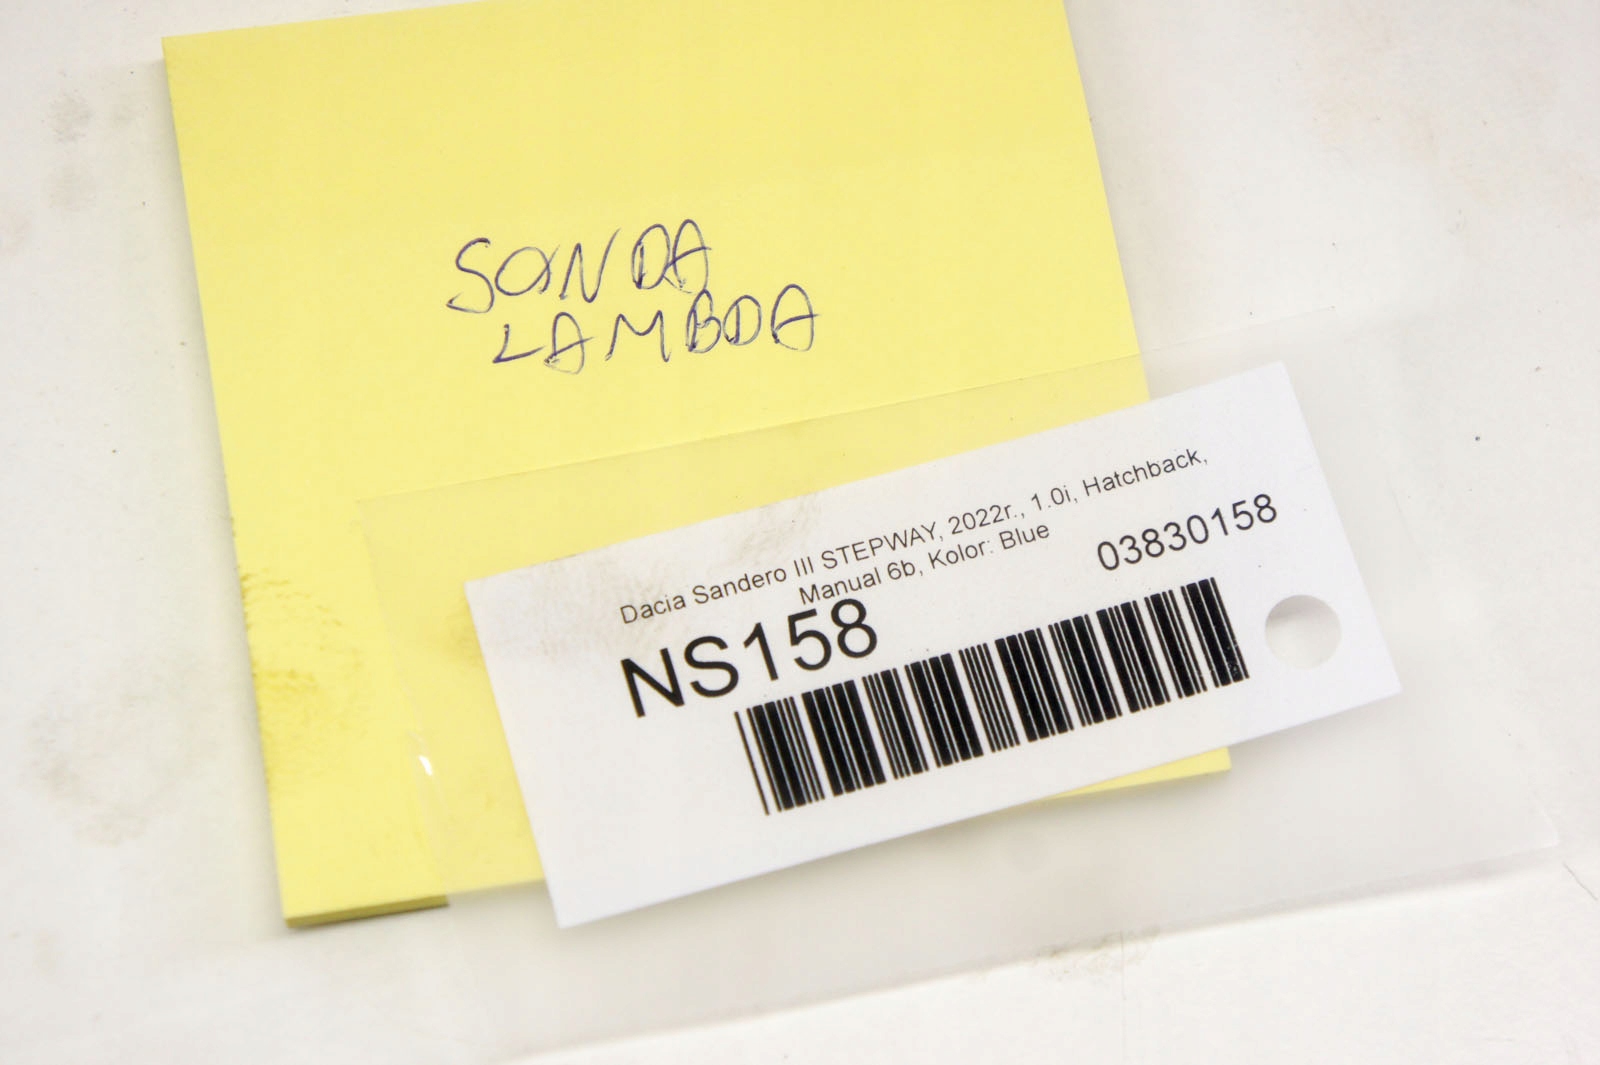 SONDA
LAMBDA
Dacia Sandero III STEPWAY, 2022r., 1.0i, Hatchback,
Manual 6b, Kolor: Blue
03830158
NS158